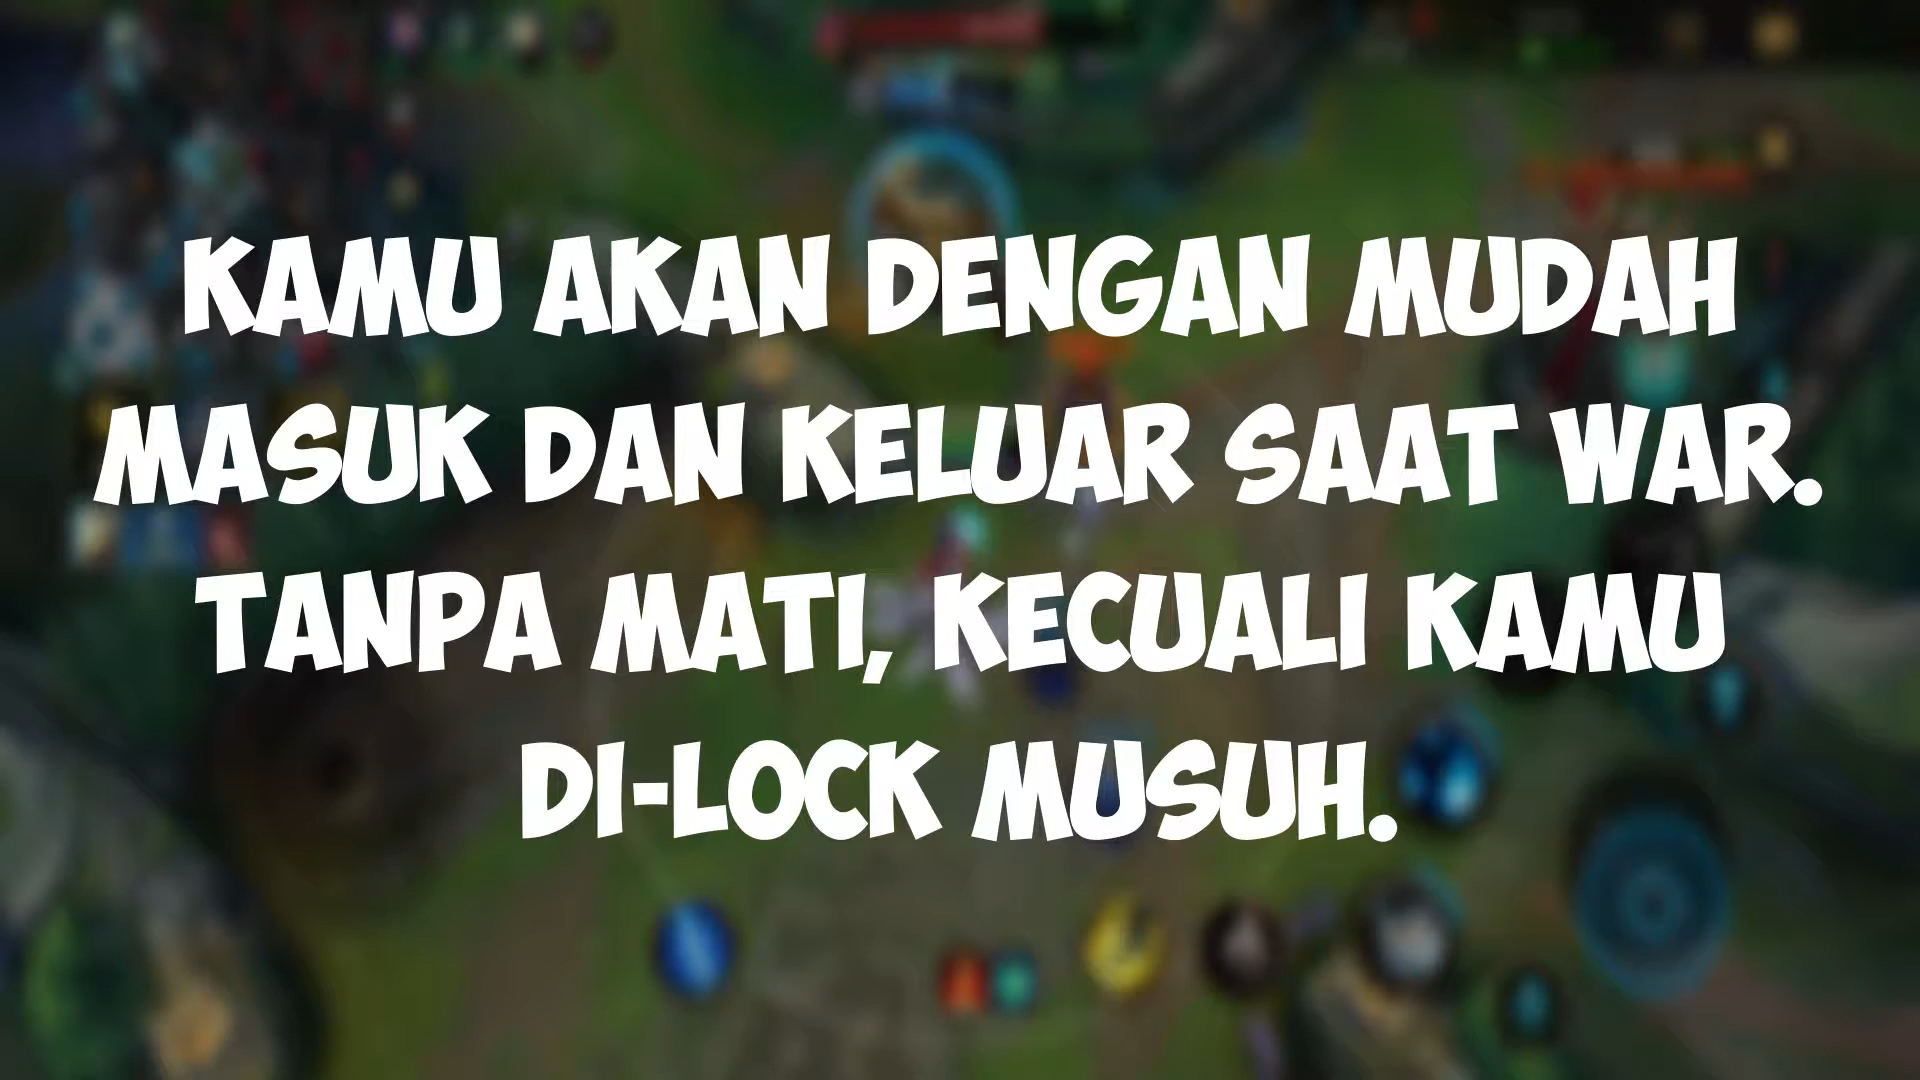 KAMU AKAN DENGAN MUDAH
MASUK DAN KELUAR SAAT WAR.
TANPA MATI, KECUALI KAMU
DI-LOCK MUSUH.